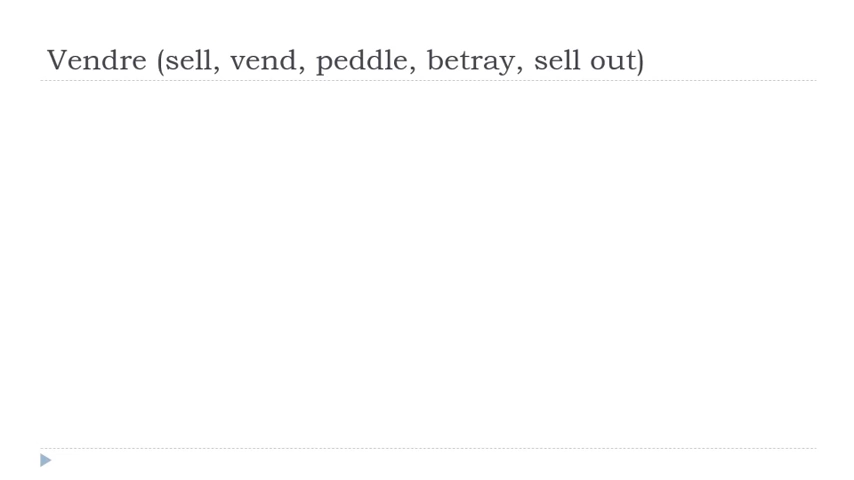 Vendre (sell, vend, peddle, betray, sell out)